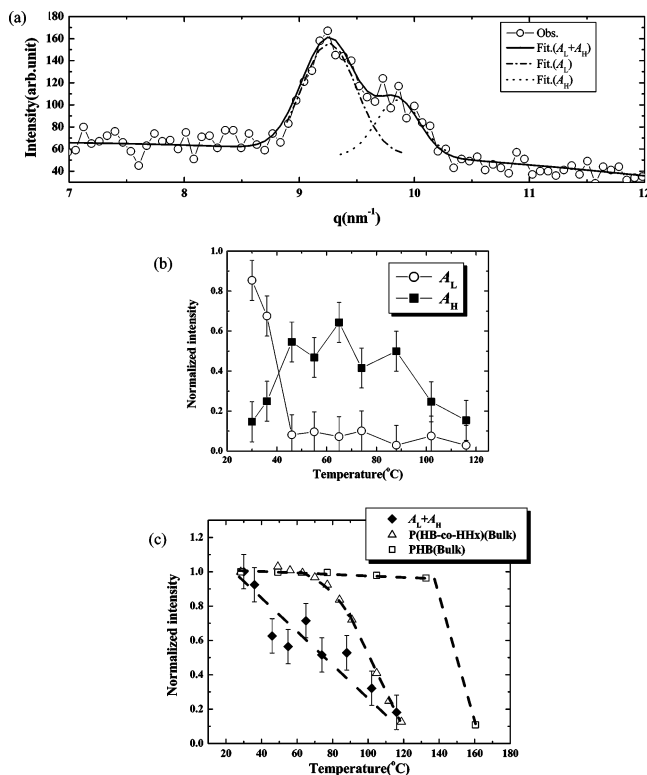 (a)
Obs.
Fit.(A_L+A_H)
Fit.(A_L)
Fit.(A_H)
Intensity(arb.unit)
160
140
120
100
80
60
40
7 8 9 10 11 12
q(nm⁻¹)
(b)
A_L
A_H
Normalized intensity
1.0
0.8
0.6
0.4
0.2
0.0
20 40 60 80 100 120
Temperature(°C)
(c)
A_L+A_H
P(HB-co-HHx)(Bulk)
PHB(Bulk)
Normalized intensity
1.0
0.8
0.6
0.4
0.2
0.0
0 20 40 60 80 100 120 140 160 180
Temperature(°C)